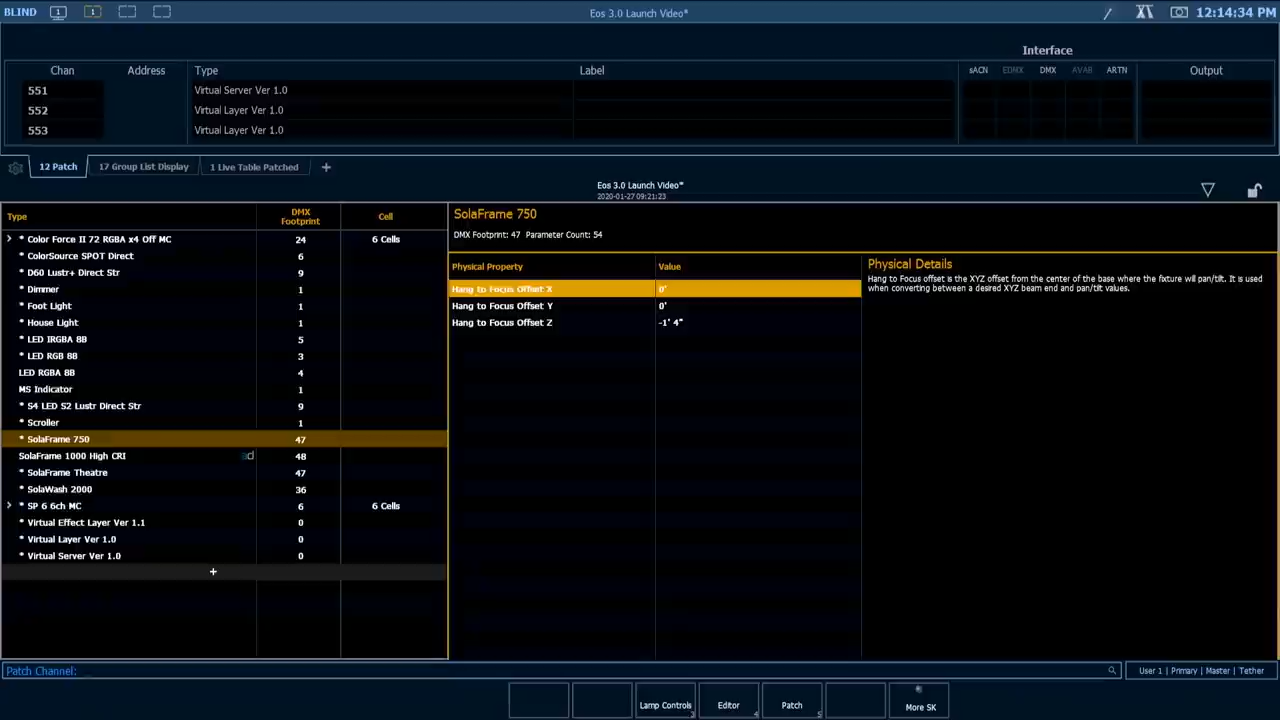 BLIND 1 1 Eos 3.0 Launch Video* 12:14:34 PM
Interface
Chan Address Type Label sACN EDMX DMX AVAB ARTN Output
551 Virtual Server Ver 1.0
552 Virtual Layer Ver 1.0
553 Virtual Layer Ver 1.0
12 Patch 17 Group List Display 1 Live Table Patched +
Eos 3.0 Launch Video*
2020-01-27 09:21:23
Type DMX Footprint Cell
> * Color Force II 72 RGBA x4 Off MC 24 6 Cells
* ColorSource SPOT Direct 6
* D60 Lustr+ Direct Str 9
* Dimmer 1
* Foot Light 1
* House Light 1
* LED IRGBA 8B 5
* LED RGB 8B 3
LED RGBA 8B 4
MS Indicator 1
* S4 LED S2 Lustr Direct Str 9
* Scroller 1
* SolaFrame 750 47
SolaFrame 1000 High CRI 3d 48
* SolaFrame Theatre 47
* SolaWash 2000 36
> * SP 6 6ch MC 6 6 Cells
* Virtual Effect Layer Ver 1.1 0
* Virtual Layer Ver 1.0 0
* Virtual Server Ver 1.0 0
+
SolaFrame 750
DMX Footprint: 47 Parameter Count: 54
Physical Property Value
Hang to Focus Offset X 0'
Hang to Focus Offset Y 0'
Hang to Focus Offset Z -1' 4"
Physical Details
Hang to Focus offset is the XYZ offset from the center of the base where the fixture will pan/tilt. It is used
when converting between a desired XYZ beam end and pan/tilt values.
Patch Channel: User 1 | Primary | Master | Tether
Lamp Controls 3 Editor 4 Patch 5 More SK